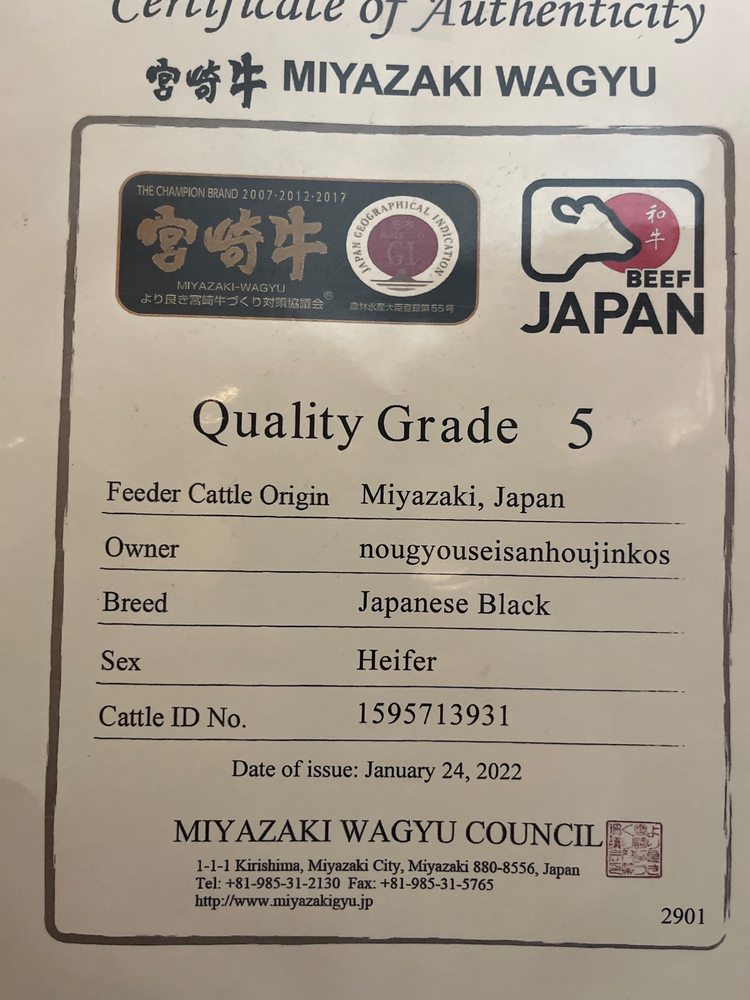 Certificate of Authenticity
宮崎牛 MIYAZAKI WAGYU
THE CHAMPION BRAND 2007·2012·2017
宮崎牛
MIYAZAKI-WAGYU
より良き宮崎牛づくり対策協議会®
JAPAN GEOGRAPHICAL INDICATION
GI
農林水産大臣登録第55号
和牛
BEEF
JAPAN
Quality Grade 5
Feeder Cattle Origin Miyazaki, Japan
Owner nougyouseisanhoujinkos
Breed Japanese Black
Sex Heifer
Cattle ID No. 1595713931
Date of issue: January 24, 2022
MIYAZAKI WAGYU COUNCIL
1-1-1 Kirishima, Miyazaki City, Miyazaki 880-8556, Japan
Tel: +81-985-31-2130 Fax: +81-985-31-5765
http://www.miyazakigyu.jp
2901